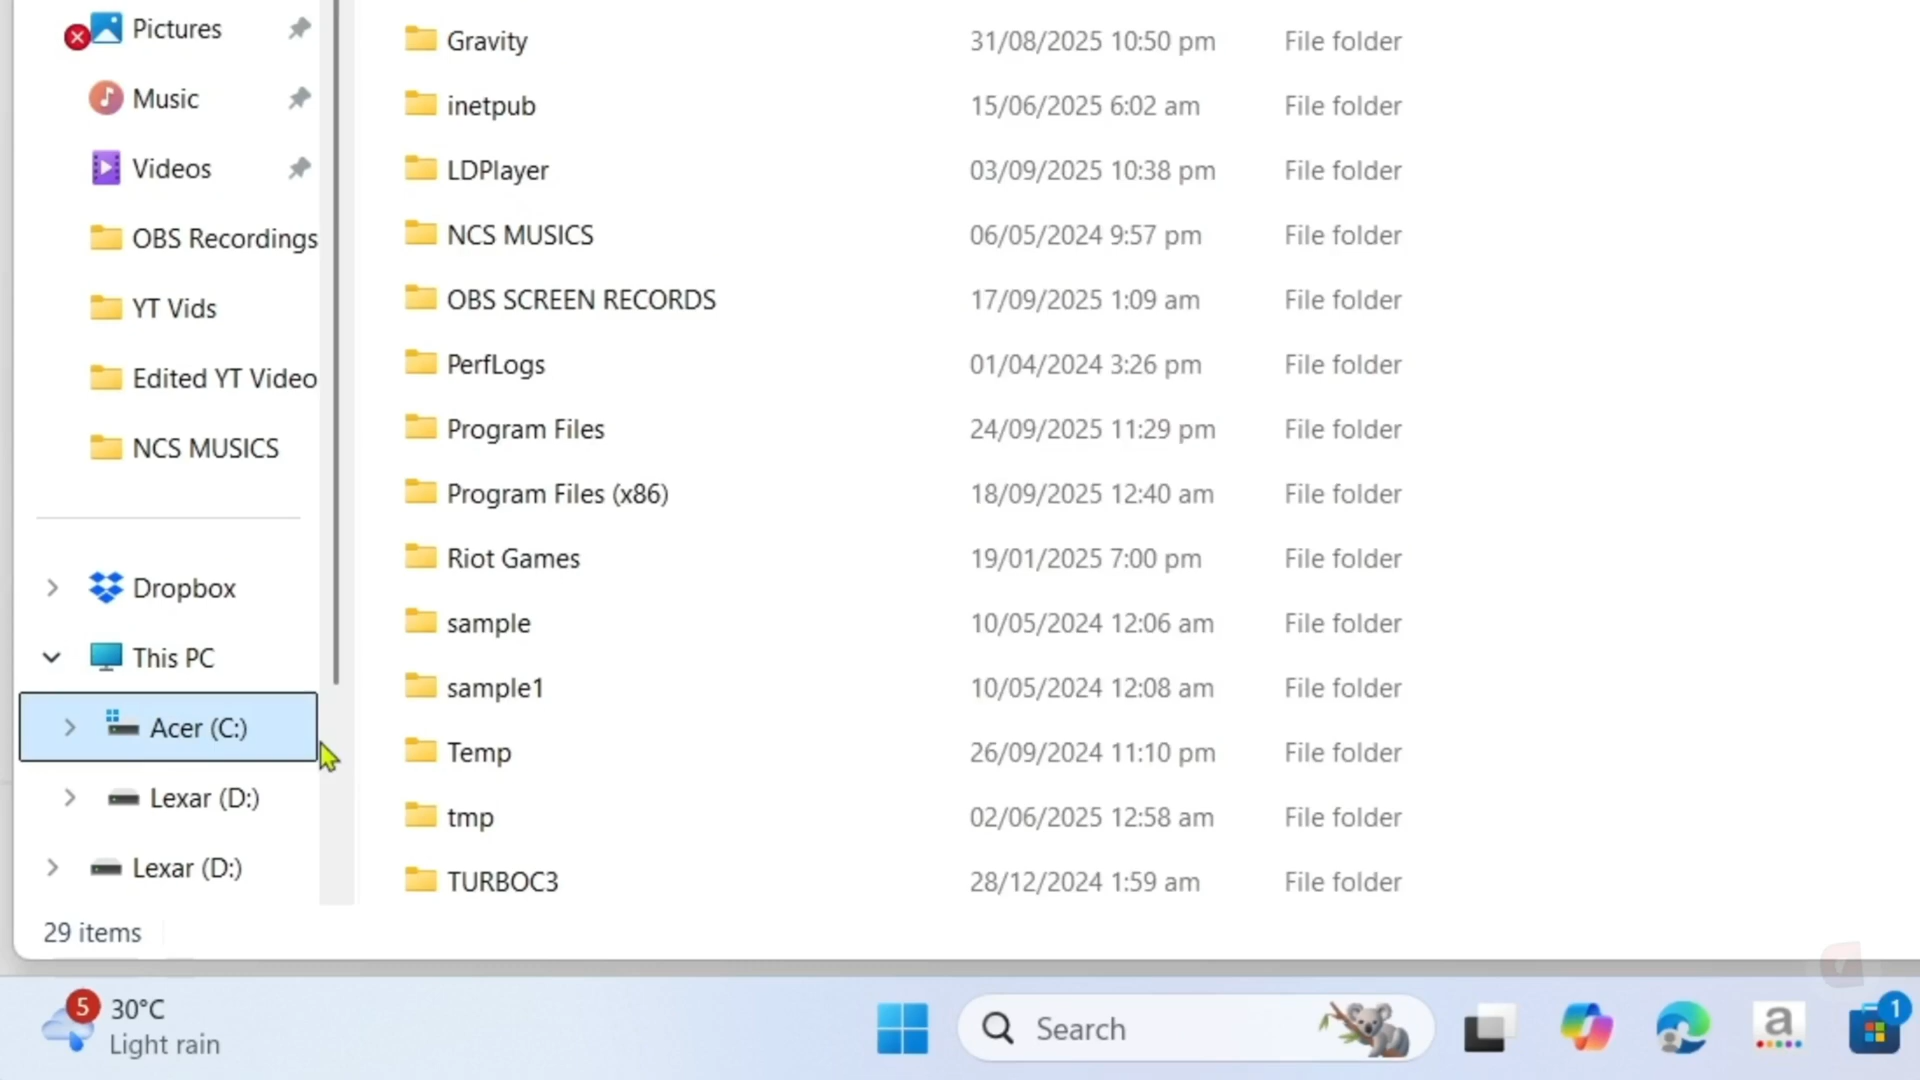 Pictures
Music
Videos
OBS Recordings
YT Vids
Edited YT Video
NCS MUSICS
Dropbox
This PC
Acer (C:)
Lexar (D:)
Lexar (D:)
29 items
Gravity 31/08/2025 10:50 pm File folder
inetpub 15/06/2025 6:02 am File folder
LDPlayer 03/09/2025 10:38 pm File folder
NCS MUSICS 06/05/2024 9:57 pm File folder
OBS SCREEN RECORDS 17/09/2025 1:09 am File folder
PerfLogs 01/04/2024 3:26 pm File folder
Program Files 24/09/2025 11:29 pm File folder
Program Files (x86) 18/09/2025 12:40 am File folder
Riot Games 19/01/2025 7:00 pm File folder
sample 10/05/2024 12:06 am File folder
sample1 10/05/2024 12:08 am File folder
Temp 26/09/2024 11:10 pm File folder
tmp 02/06/2025 12:58 am File folder
TURBOC3 28/12/2024 1:59 am File folder
5 30°C
Light rain
Search
a
1